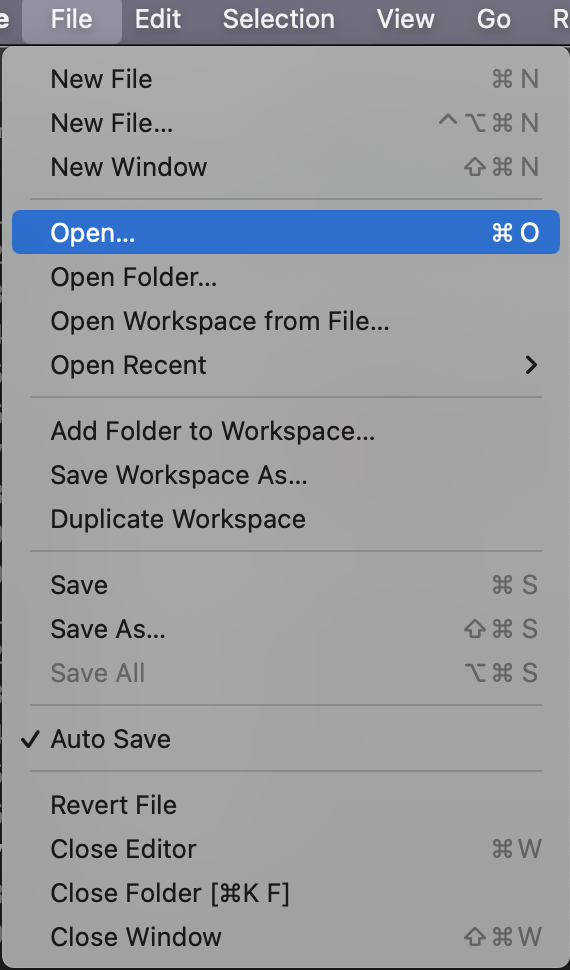 File Edit Selection View Go
New File ⌘ N
New File... ^⌥⌘ N
New Window ⇧⌘ N
Open... ⌘ O
Open Folder...
Open Workspace from File...
Open Recent >
Add Folder to Workspace...
Save Workspace As...
Duplicate Workspace
Save ⌘ S
Save As... ⇧⌘ S
Save All ⌥⌘ S
✓ Auto Save
Revert File
Close Editor ⌘ W
Close Folder [⌘K F]
Close Window ⇧⌘ W